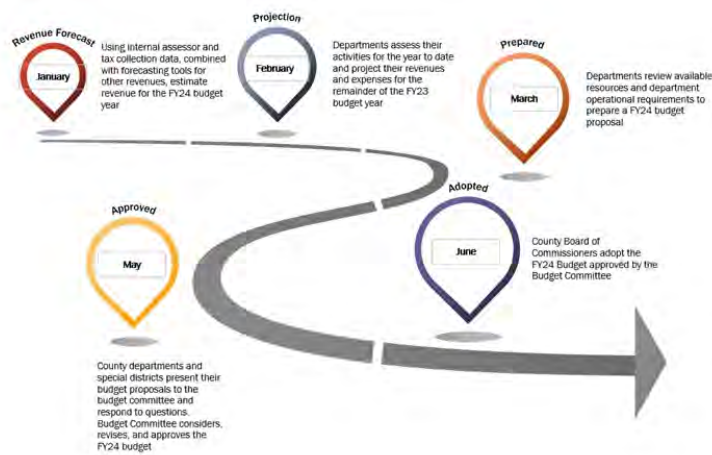 Revenue Forecast
January
Using internal assessor and
tax collection data, combined
with forecasting tools for
other revenues, estimate
revenue for the FY24 budget
year
Projection
February
Departments assess their
activities for the year to date
and project their revenues
and expenses for the
remainder of the FY23
budget year
Prepared
March
Departments review available
resources and department
operational requirements to
prepare a FY24 budget
proposal
Approved
May
County departments and
special districts present their
budget proposals to the
budget committee and
respond to questions.
Budget Committee considers,
revises, and approves the
FY24 budget
Adopted
June
County Board of
Commissioners adopt the
FY24 Budget approved by the
Budget Committee